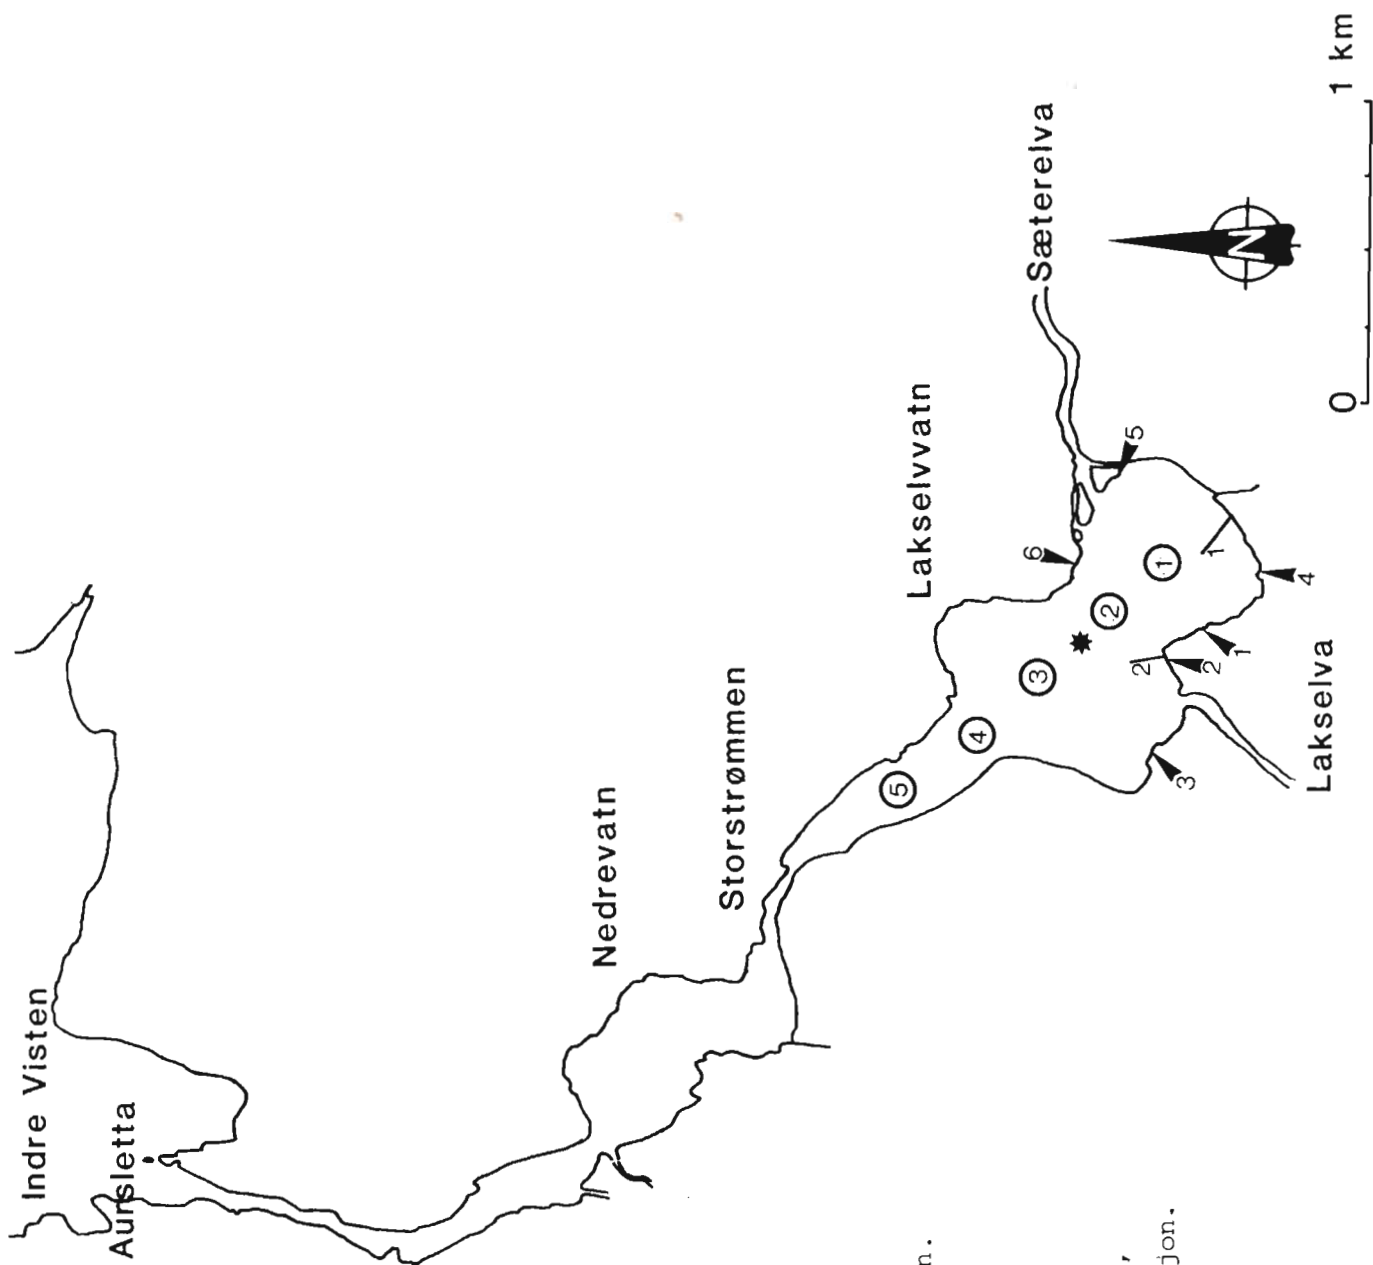 Indre Visten
Aunsletta
Nedrevatn
Storstrømmen
Lakselvvatn
Sæterelva
Lakselva
N
0 1 km
6
5
1
1
4
2
2
2
1
3
4
5
3
n.
,
jon.